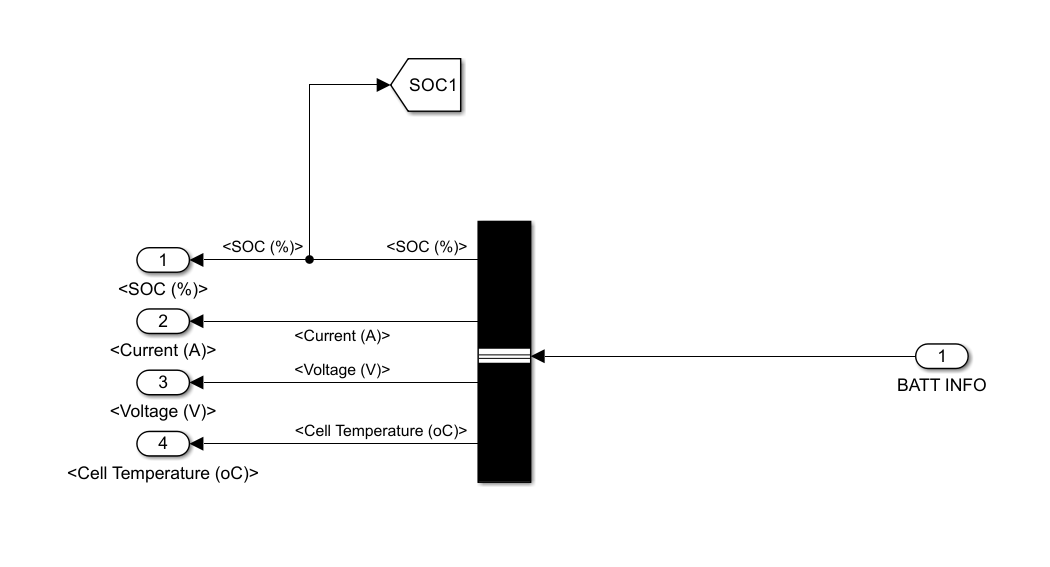 SOC1
<SOC (%)>
<SOC (%)>
1
<SOC (%)>
2
<Current (A)>
<Current (A)>
<Voltage (V)>
3
<Voltage (V)>
<Cell Temperature (oC)>
4
<Cell Temperature (oC)>
1
BATT INFO